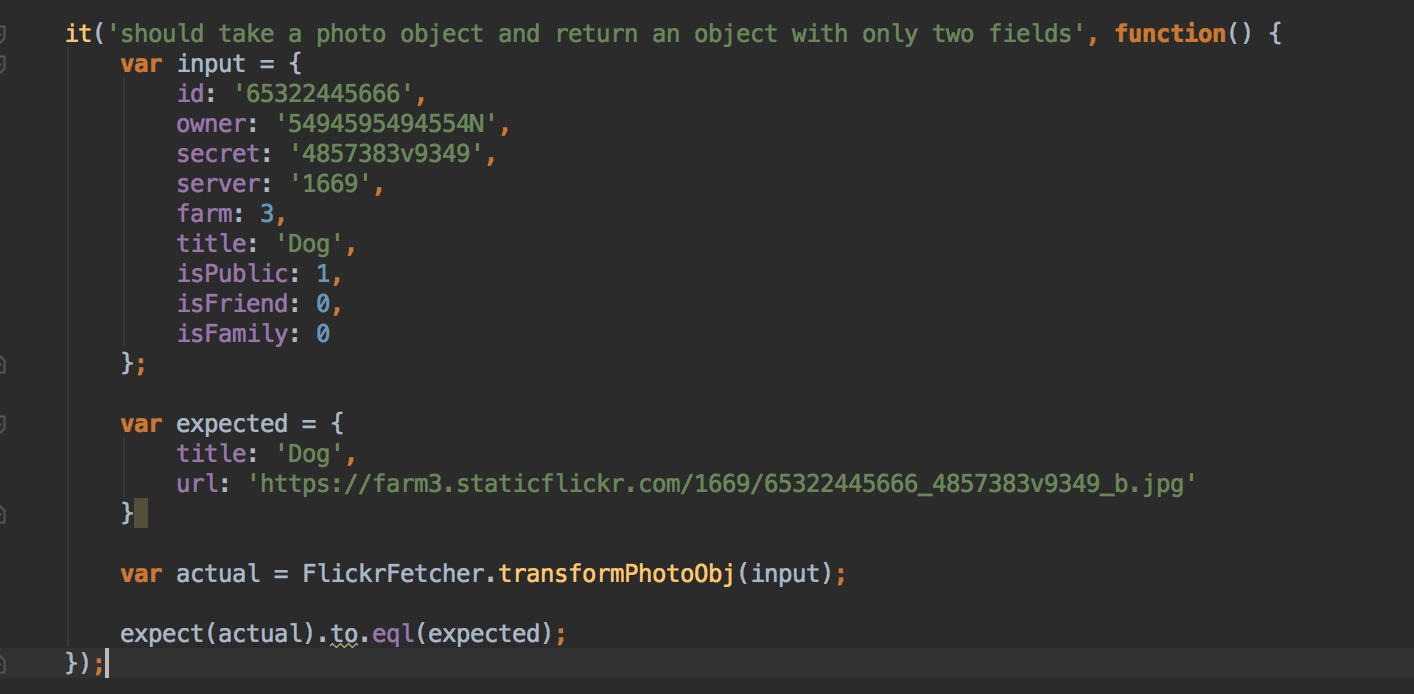 it('should take a photo object and return an object with only two fields', function() {
    var input = {
        id: '65322445666',
        owner: '5494595494554N',
        secret: '4857383v9349',
        server: '1669',
        farm: 3,
        title: 'Dog',
        isPublic: 1,
        isFriend: 0,
        isFamily: 0
    };

    var expected = {
        title: 'Dog',
        url: 'https://farm3.staticflickr.com/1669/65322445666_4857383v9349_b.jpg'
    }

    var actual = FlickrFetcher.transformPhotoObj(input);

    expect(actual).to.eql(expected);
});